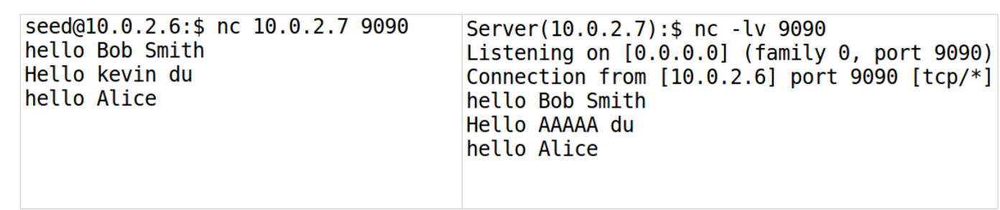 seed@10.0.2.6:$ nc 10.0.2.7 9090
hello Bob Smith
Hello kevin du
hello Alice
Server(10.0.2.7):$ nc -lv 9090
Listening on [0.0.0.0] (family 0, port 9090)
Connection from [10.0.2.6] port 9090 [tcp/*]
hello Bob Smith
Hello AAAAA du
hello Alice